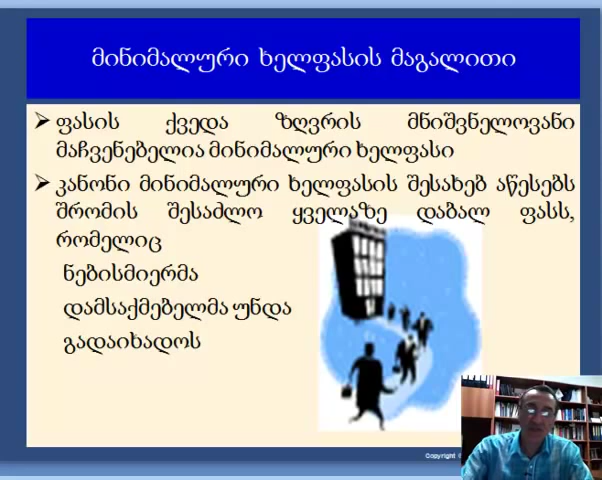 მინიმალური ხელფასის მაგალითი
ფასის ქვედა ზღვრის მნიშვნელოვანი
მაჩვენებელია მინიმალური ხელფასი
კანონი მინიმალური ხელფასის შესახებ აწესებს
შრომის შესაძლო ყველაზე დაბალ ფასს,
რომელიც
ნებისმიერმა
დამსაქმებელმა უნდა
გადაიხადოს
Copyright ©